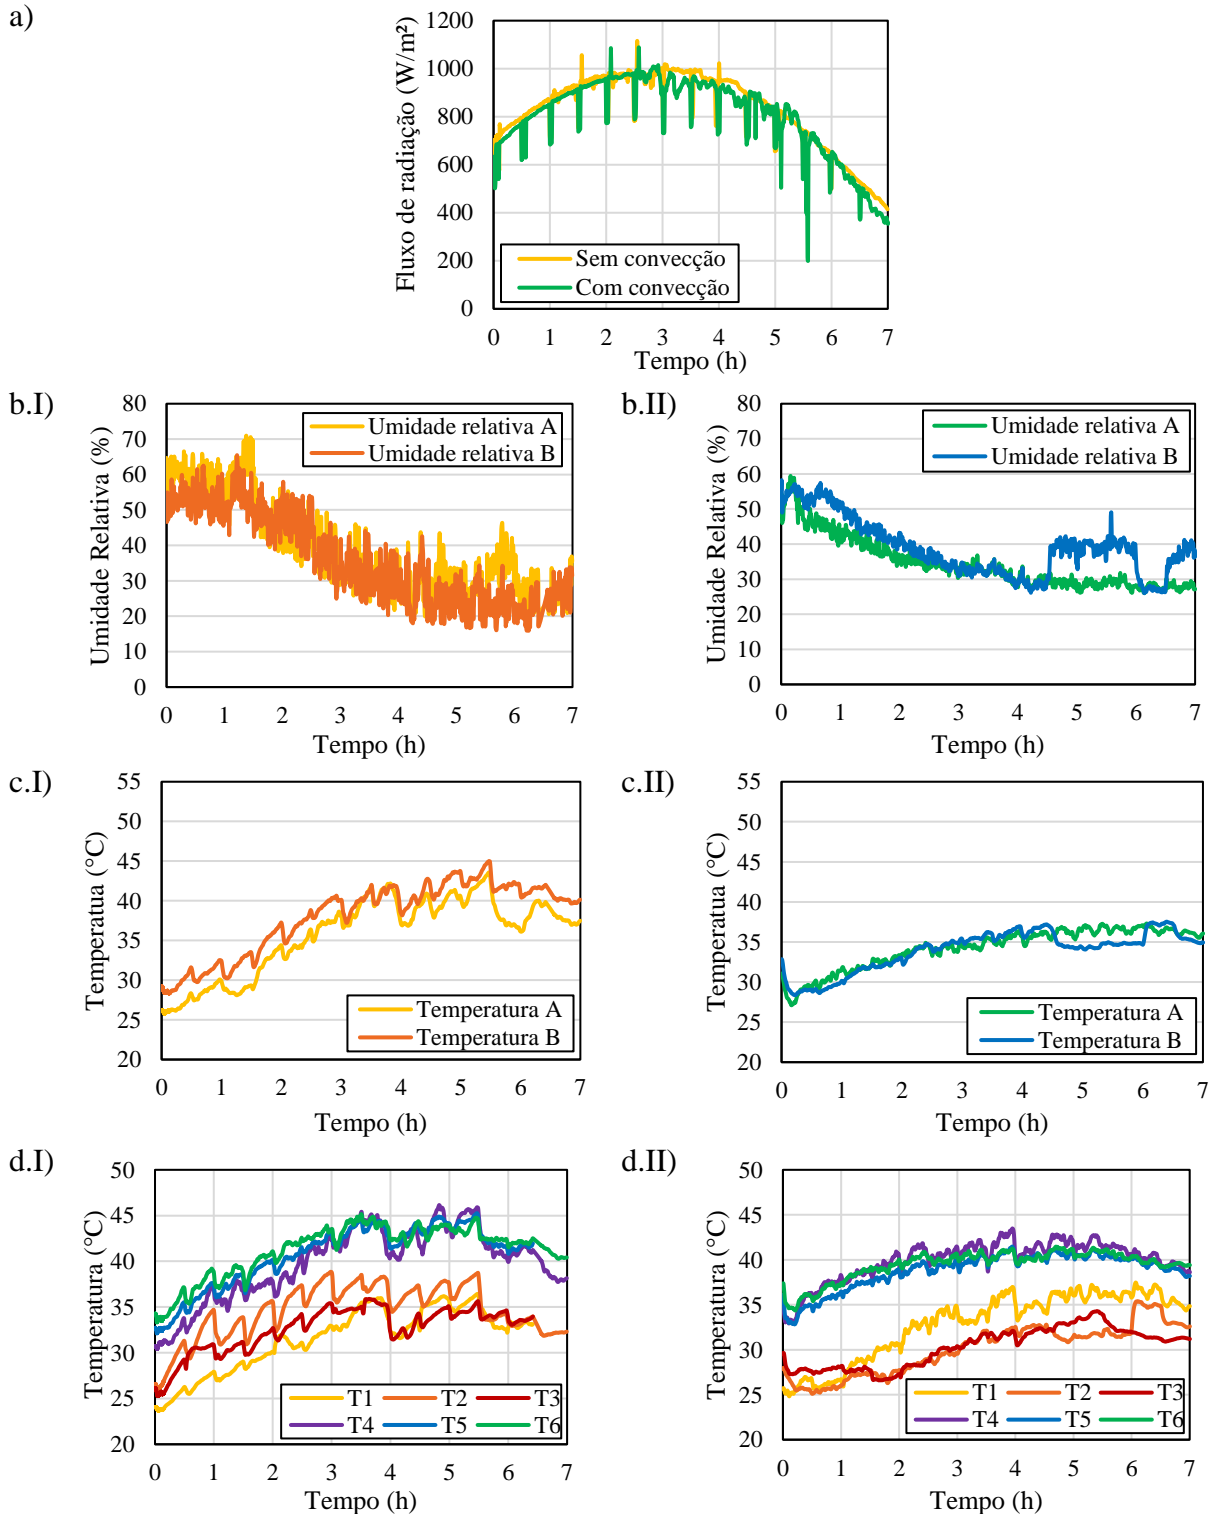 a)
Fluxo de radiação (W/m²)
1200
1000
800
600
400
200
0
Sem convecção
Com convecção
0 1 2 3 4 5 6 7
Tempo (h)
b.I)
Umidade Relativa (%)
80
70
60
50
40
30
20
10
0
Umidade relativa A
Umidade relativa B
0 1 2 3 4 5 6 7
Tempo (h)
b.II)
Umidade Relativa (%)
80
70
60
50
40
30
20
10
0
Umidade relativa A
Umidade relativa B
0 1 2 3 4 5 6 7
Tempo (h)
c.I)
Temperatua (°C)
55
50
45
40
35
30
25
20
Temperatura A
Temperatura B
0 1 2 3 4 5 6 7
Tempo (h)
c.II)
Temperatura (°C)
55
50
45
40
35
30
25
20
Temperatura A
Temperatura B
0 1 2 3 4 5 6 7
Tempo (h)
d.I)
Temperatura (°C)
50
45
40
35
30
25
20
T1 T2 T3
T4 T5 T6
0 1 2 3 4 5 6 7
Tempo (h)
d.II)
Temperatura (°C)
50
45
40
35
30
25
20
T1 T2 T3
T4 T5 T6
0 1 2 3 4 5 6 7
Tempo (h)